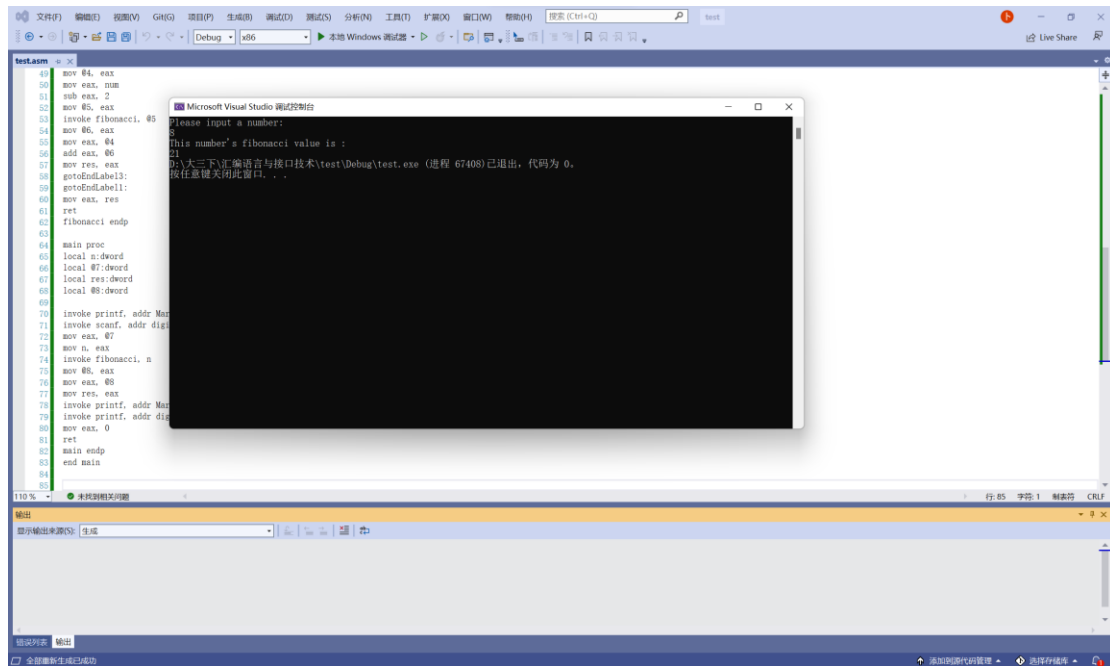 文件(F) 编辑(E) 视图(V) Git(G) 项目(P) 生成(B) 调试(D) 测试(S) 分析(N) 工具(T) 扩展(X) 窗口(W) 帮助(H) 搜索 (Ctrl+Q) test
Debug x86 本地 Windows 调试器 Live Share
test.asm
49 mov @4, eax
50 mov eax, num
51 sub eax, 2
52 mov @5, eax
53 invoke fibonacci, @5
54 mov @6, eax
55 mov eax, @4
56 add eax, @6
57 mov res, eax
58 gotoEndLabel3:
59 gotoEndLabel1:
60 mov eax, res
61 ret
62 fibonacci endp
63
64 main proc
65 local n:dword
66 local @7:dword
67 local res:dword
68 local @8:dword
69
70 invoke printf, addr Mar
71 invoke scanf, addr digi
72 mov eax, @7
73 mov n, eax
74 invoke fibonacci, n
75 mov @8, eax
76 mov eax, @8
77 mov res, eax
78 invoke printf, addr Mar
79 invoke printf, addr dig
80 mov eax, 0
81 ret
82 main endp
83 end main
84
85
Microsoft Visual Studio 调试控制台
Please input a number:
8
This number's fibonacci value is :
21
D:\大三下\汇编语言与接口技术\test\Debug\test.exe (进程 67408)已退出，代码为 0。
按任意键关闭此窗口. . .
110 % 未找到相关问题 行: 85 字符: 1 制表符 CRLF
输出
显示输出来源(S): 生成
错误列表 输出
全部重新生成已成功 添加到源代码管理 选择存储库